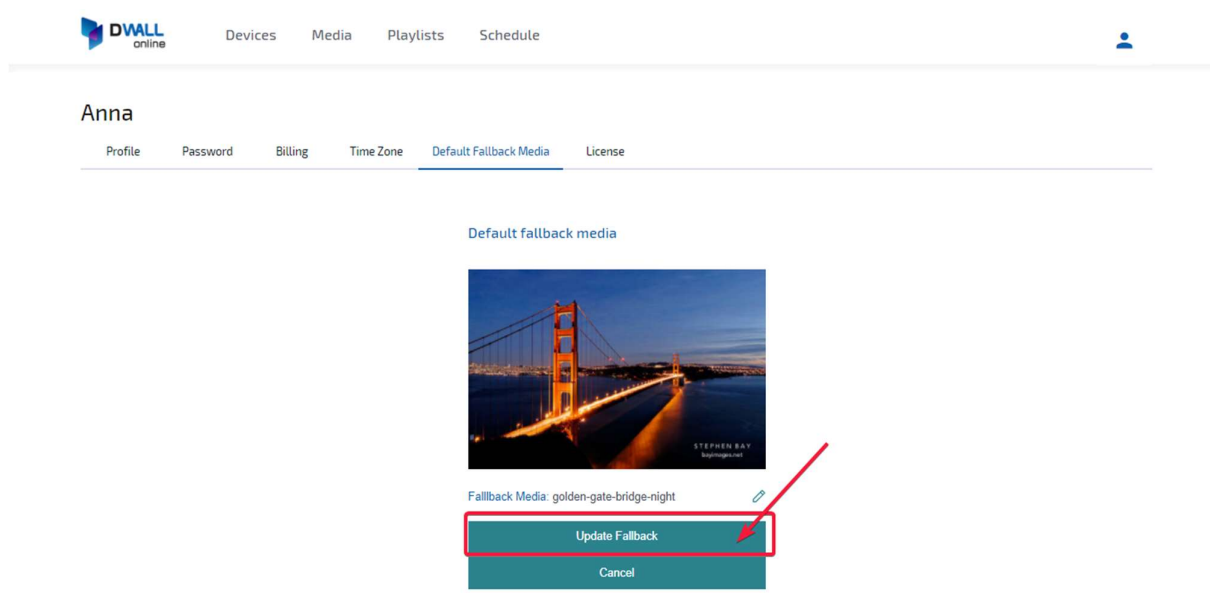 DWALL
online
Devices Media Playlists Schedule
Anna
Profile Password Billing Time Zone Default Fallback Media License
Default fallback media
STEPHEN BAY
bayimages.net
Falllback Media: golden-gate-bridge-night
Update Fallback
Cancel